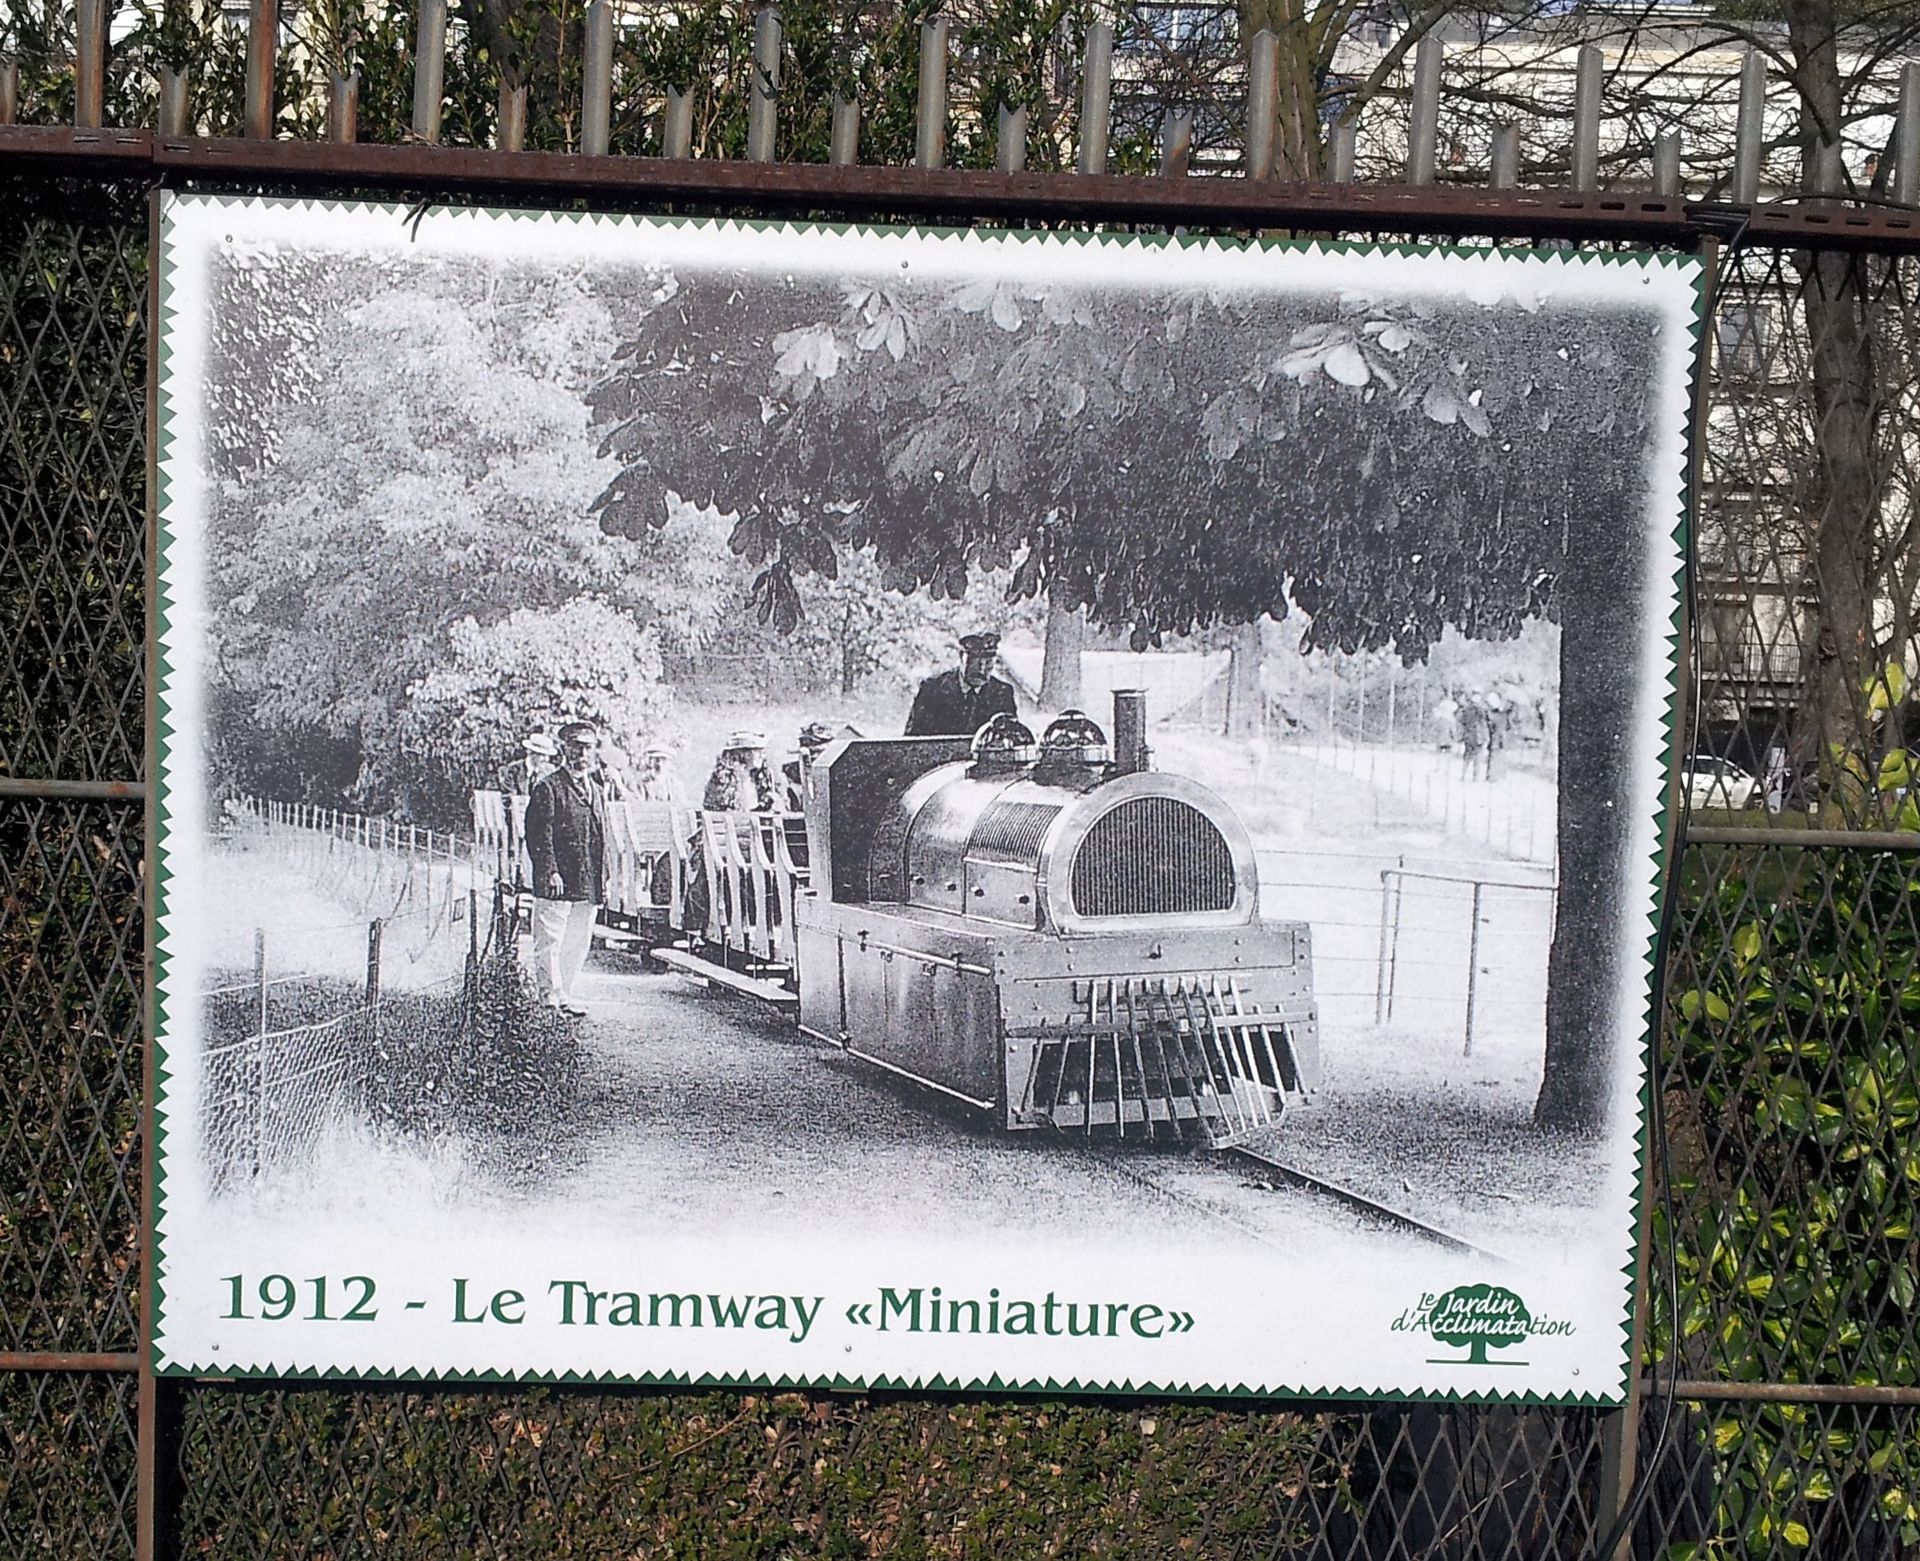 1912 - Le Tramway «Miniature»
Le Jardin
d'Acclimatation